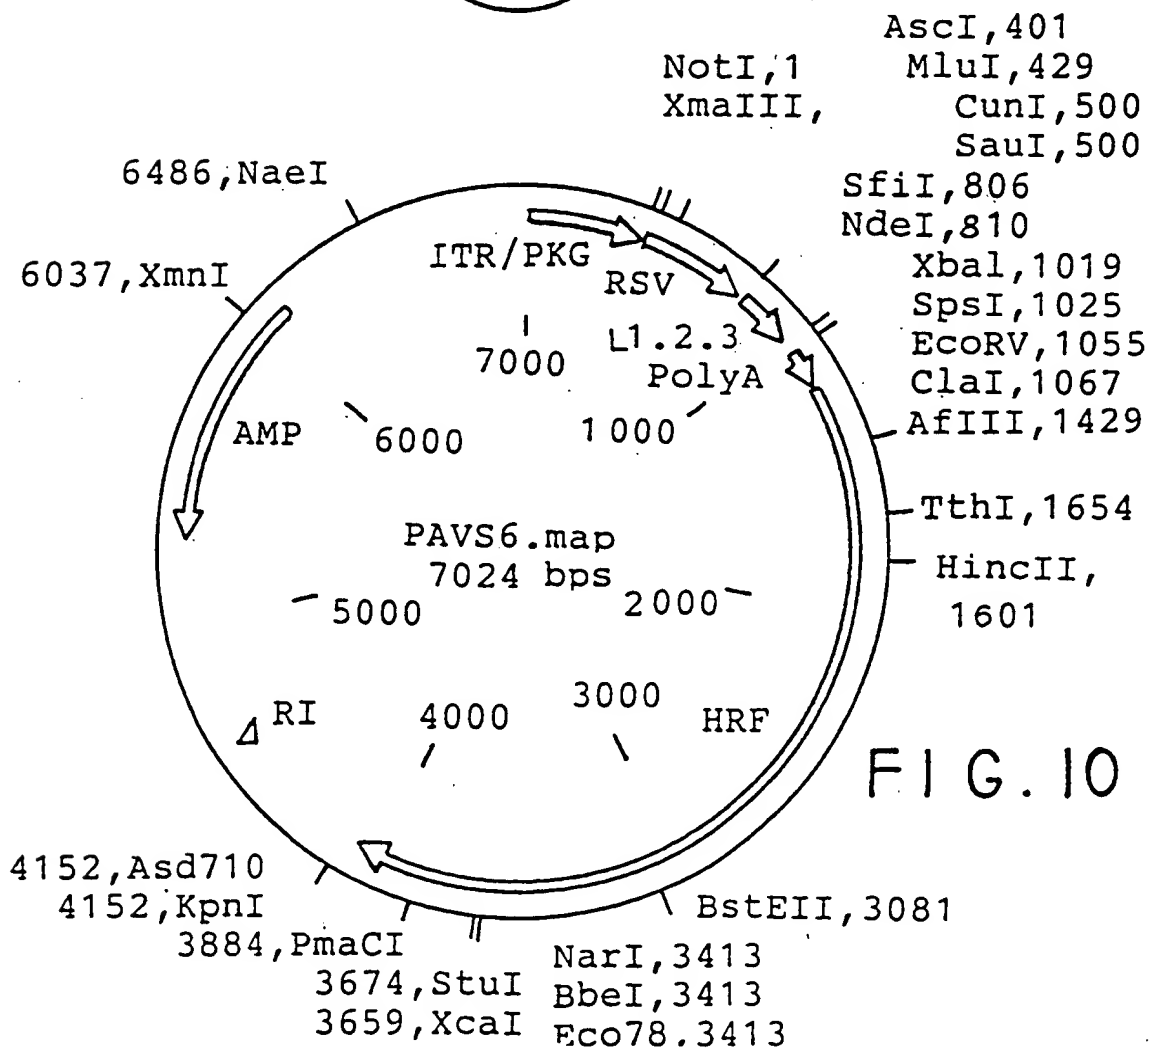 AscI,401
NotI,1
MluI,429
XmaIII,
CunI,500
SauI,500
6486,NaeI
SfiI,806
NdeI,810
ITR/PKG
6037,XmnI
RSV
Xbal,1019
SpsI,1025
L1.2.3
7000
EcoRV,1055
PolyA
ClaI,1067
AMP
6000
1000
AfIII,1429
TthI,1654
PAVS6.map
7024 bps
HincII,
1601
5000
2000
3000
RI
4000
HRF
FIG.10
4152,Asd710
4152,KpnI
BstEII,3081
3884,PmaCI
NarI,3413
3674,StuI
BbeI,3413
3659,XcaI
Eco78.3413